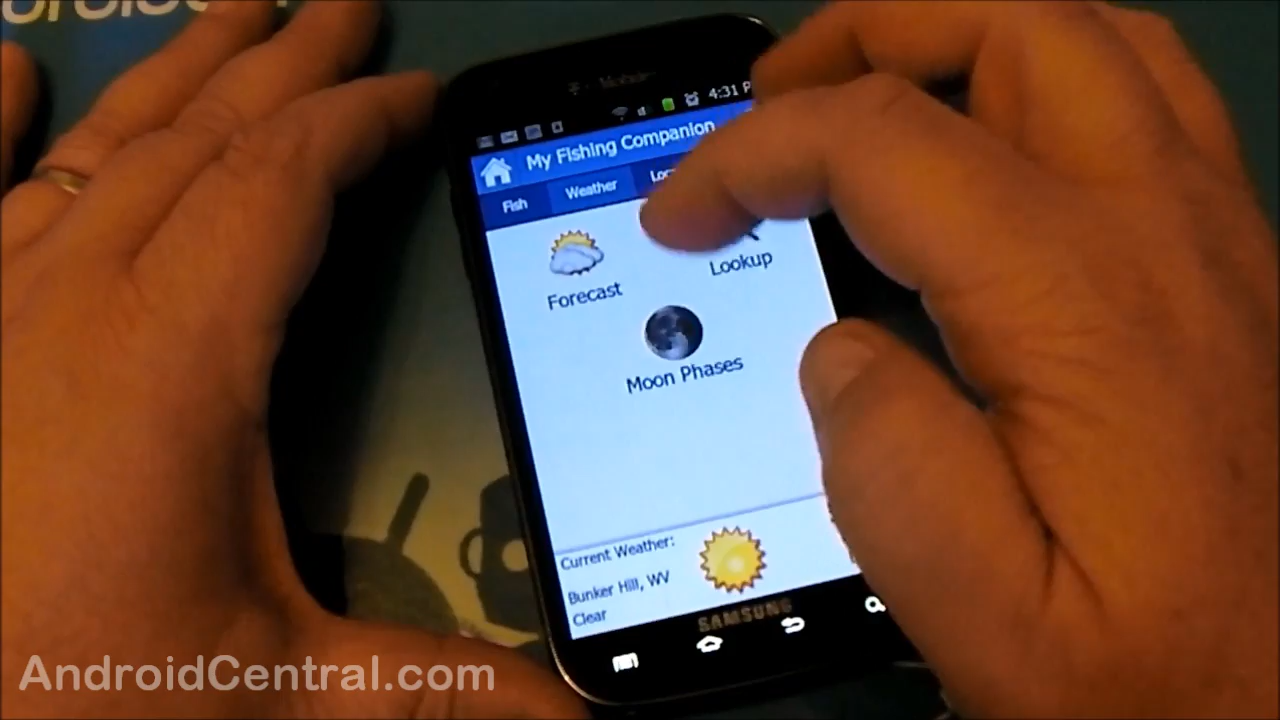 T-Mobile
4:31 P
My Fishing Companion
Fish
Weather
Forecast
Lookup
Moon Phases
Current Weather:
Bunker Hill, WV
Clear
SAMSUNG
AndroidCentral.com